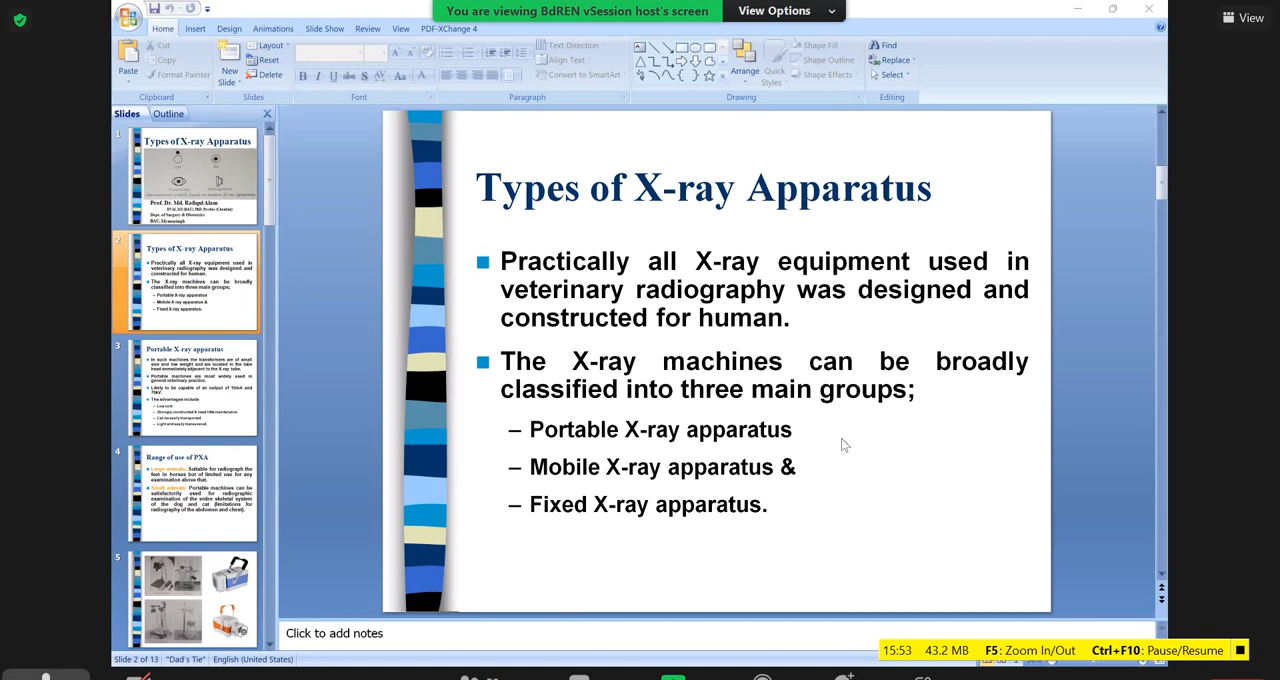 You are viewing BdREN vSession host's screen
View Options
View
Home
Insert
Design
Animations
Slide Show
Review
View
PDF-XChange 4
Paste
Cut
Copy
Format Painter
Clipboard
New Slide
Layout
Reset
Delete
Slides
Font
Text Direction
Align Text
Convert to SmartArt
Paragraph
Arrange
Quick Styles
Shape Fill
Shape Outline
Shape Effects
Drawing
Find
Replace
Select
Editing
Slides
Outline
1
Types of X-ray Apparatus
Prof. Dr. Md. Rafiqul Alam
Dept. of Surgery & Obstetrics
BAU, Mymensingh
2
Types of X-ray Apparatus
Practically all X-ray equipment used in
veterinary radiography was designed and
constructed for human.
The X-ray machines can be broadly
classified into three main groups;
– Portable X-ray apparatus
– Mobile X-ray apparatus &
– Fixed X-ray apparatus.
3
Portable X-ray apparatus
In such machines the transformers are of small
size and low weight and are located in the tube
head immediately adjacent to the X-ray tube.
Portable machines are most widely used in
general veterinary practice.
Likely to be capable of an output of 10mA and
70kV.
The advantages include
– Low cost
– Strongly constructed & need little maintenance
– Can be easily transported
– Light and easily maneuvered.
4
Range of use of PXA
Large animals: Suitable for radiograph the
feet in horses but of limited use for any
examination above that.
Small animals: Portable machines can be
satisfactorily used for radiographic
examination of the entire skeletal system
of the dog and cat (limitations for
radiography of the abdomen and chest).
5
Types of X-ray Apparatus
Practically all X-ray equipment used in
veterinary radiography was designed and
constructed for human.
The X-ray machines can be broadly
classified into three main groups;
– Portable X-ray apparatus
– Mobile X-ray apparatus &
– Fixed X-ray apparatus.
Click to add notes
Slide 2 of 13
"Dad's Tie"
English (United States)
15:53 43.2 MB F5: Zoom In/Out Ctrl+F10: Pause/Resume